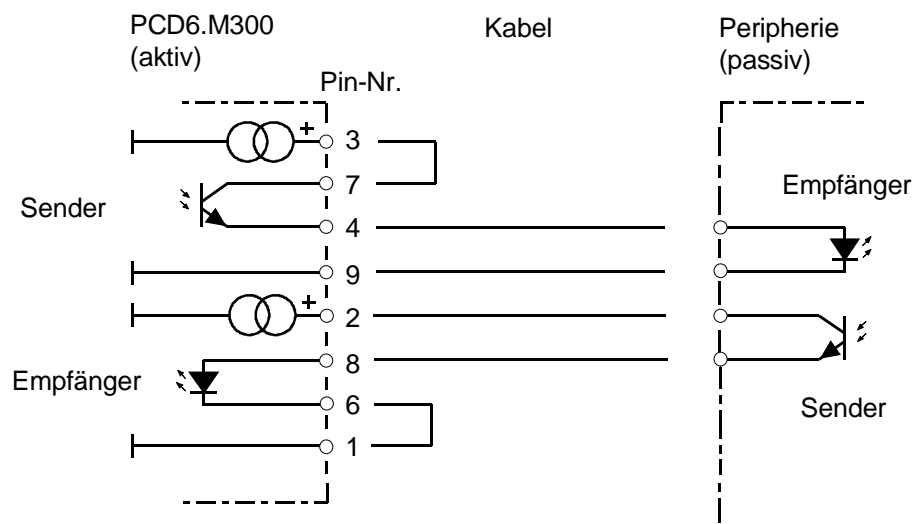 PCD6.M300
(aktiv)
Kabel
Peripherie
(passiv)
Pin-Nr.
+
3
7
Empfänger
Sender
4
9
+
2
8
Empfänger
6
Sender
1